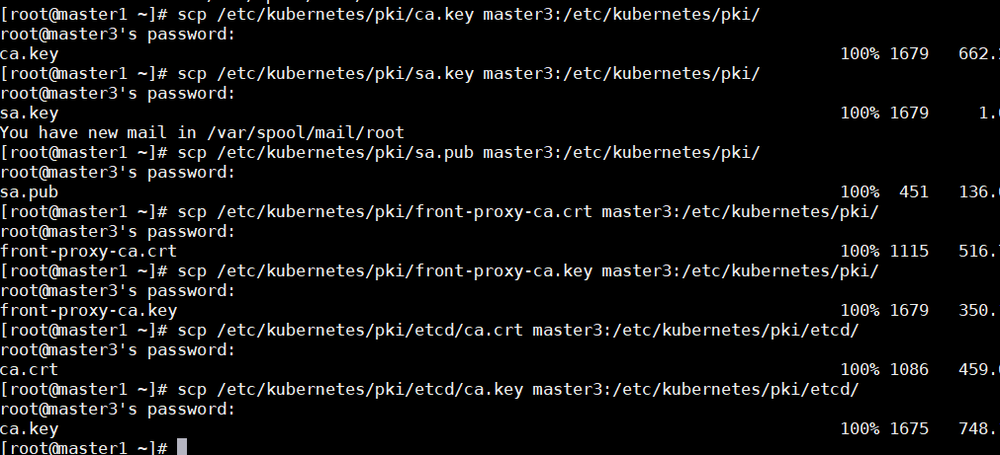 [root@master1 ~]# scp /etc/kubernetes/pki/ca.key master3:/etc/kubernetes/pki/
root@master3's password:
ca.key 100% 1679 662.
[root@master1 ~]# scp /etc/kubernetes/pki/sa.key master3:/etc/kubernetes/pki/
root@master3's password:
sa.key 100% 1679 1.
You have new mail in /var/spool/mail/root
[root@master1 ~]# scp /etc/kubernetes/pki/sa.pub master3:/etc/kubernetes/pki/
root@master3's password:
sa.pub 100% 451 136.
[root@master1 ~]# scp /etc/kubernetes/pki/front-proxy-ca.crt master3:/etc/kubernetes/pki/
root@master3's password:
front-proxy-ca.crt 100% 1115 516.
[root@master1 ~]# scp /etc/kubernetes/pki/front-proxy-ca.key master3:/etc/kubernetes/pki/
root@master3's password:
front-proxy-ca.key 100% 1679 350.
[root@master1 ~]# scp /etc/kubernetes/pki/etcd/ca.crt master3:/etc/kubernetes/pki/etcd/
root@master3's password:
ca.crt 100% 1086 459.
[root@master1 ~]# scp /etc/kubernetes/pki/etcd/ca.key master3:/etc/kubernetes/pki/etcd/
root@master3's password:
ca.key 100% 1675 748.
[root@master1 ~]#